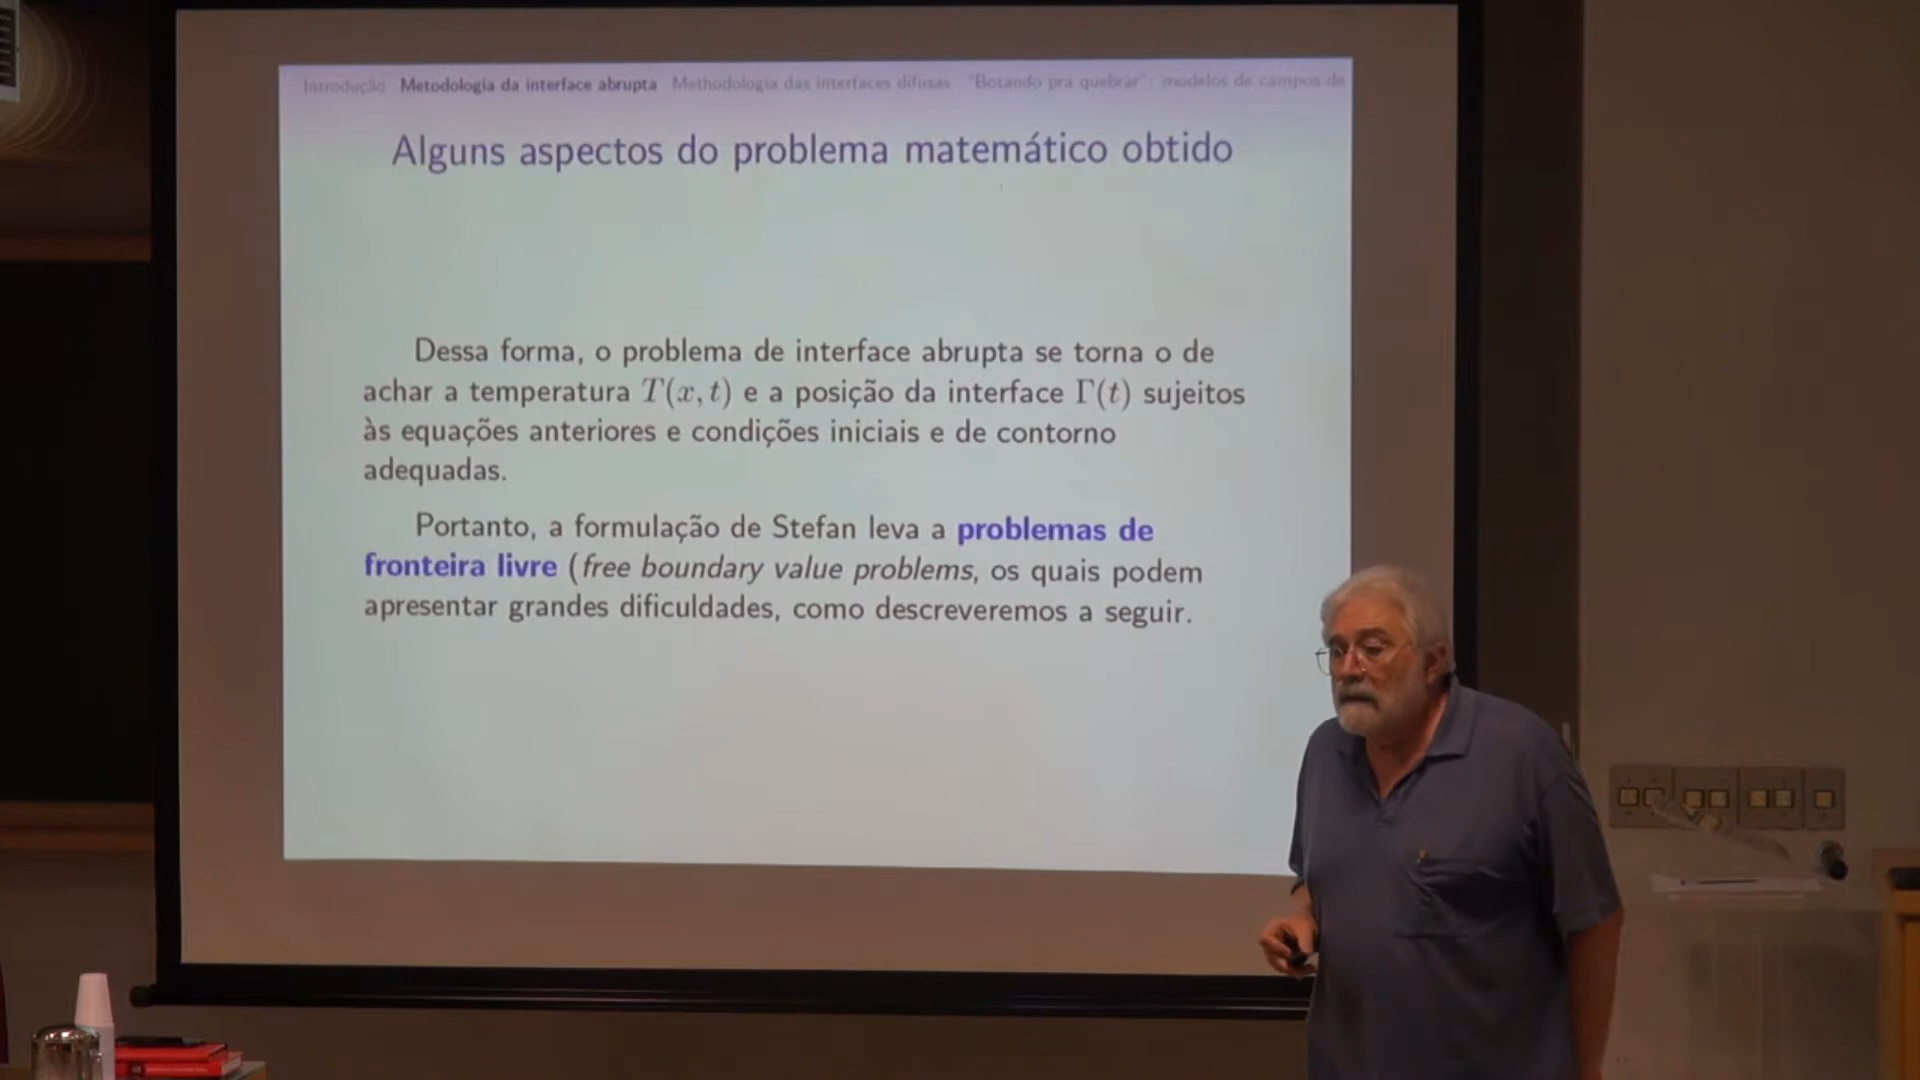 Introdução Metodologia da interface abrupta Methodologia das interfaces difusas "Botando pra quebrar": modelos de campos de
Alguns aspectos do problema matemático obtido
Dessa forma, o problema de interface abrupta se torna o de
achar a temperatura T(x, t) e a posição da interface Γ(t) sujeitos
às equações anteriores e condições iniciais e de contorno
adequadas.
Portanto, a formulação de Stefan leva a problemas de
fronteira livre (free boundary value problems, os quais podem
apresentar grandes dificuldades, como descreveremos a seguir.